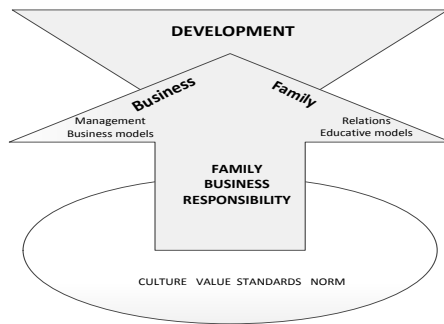 DEVELOPMENT
Business
Family
Management
Business models
Relations
Educative models
FAMILY
BUSINESS
RESPONSIBILITY
CULTURE VALUE STANDARDS NORM